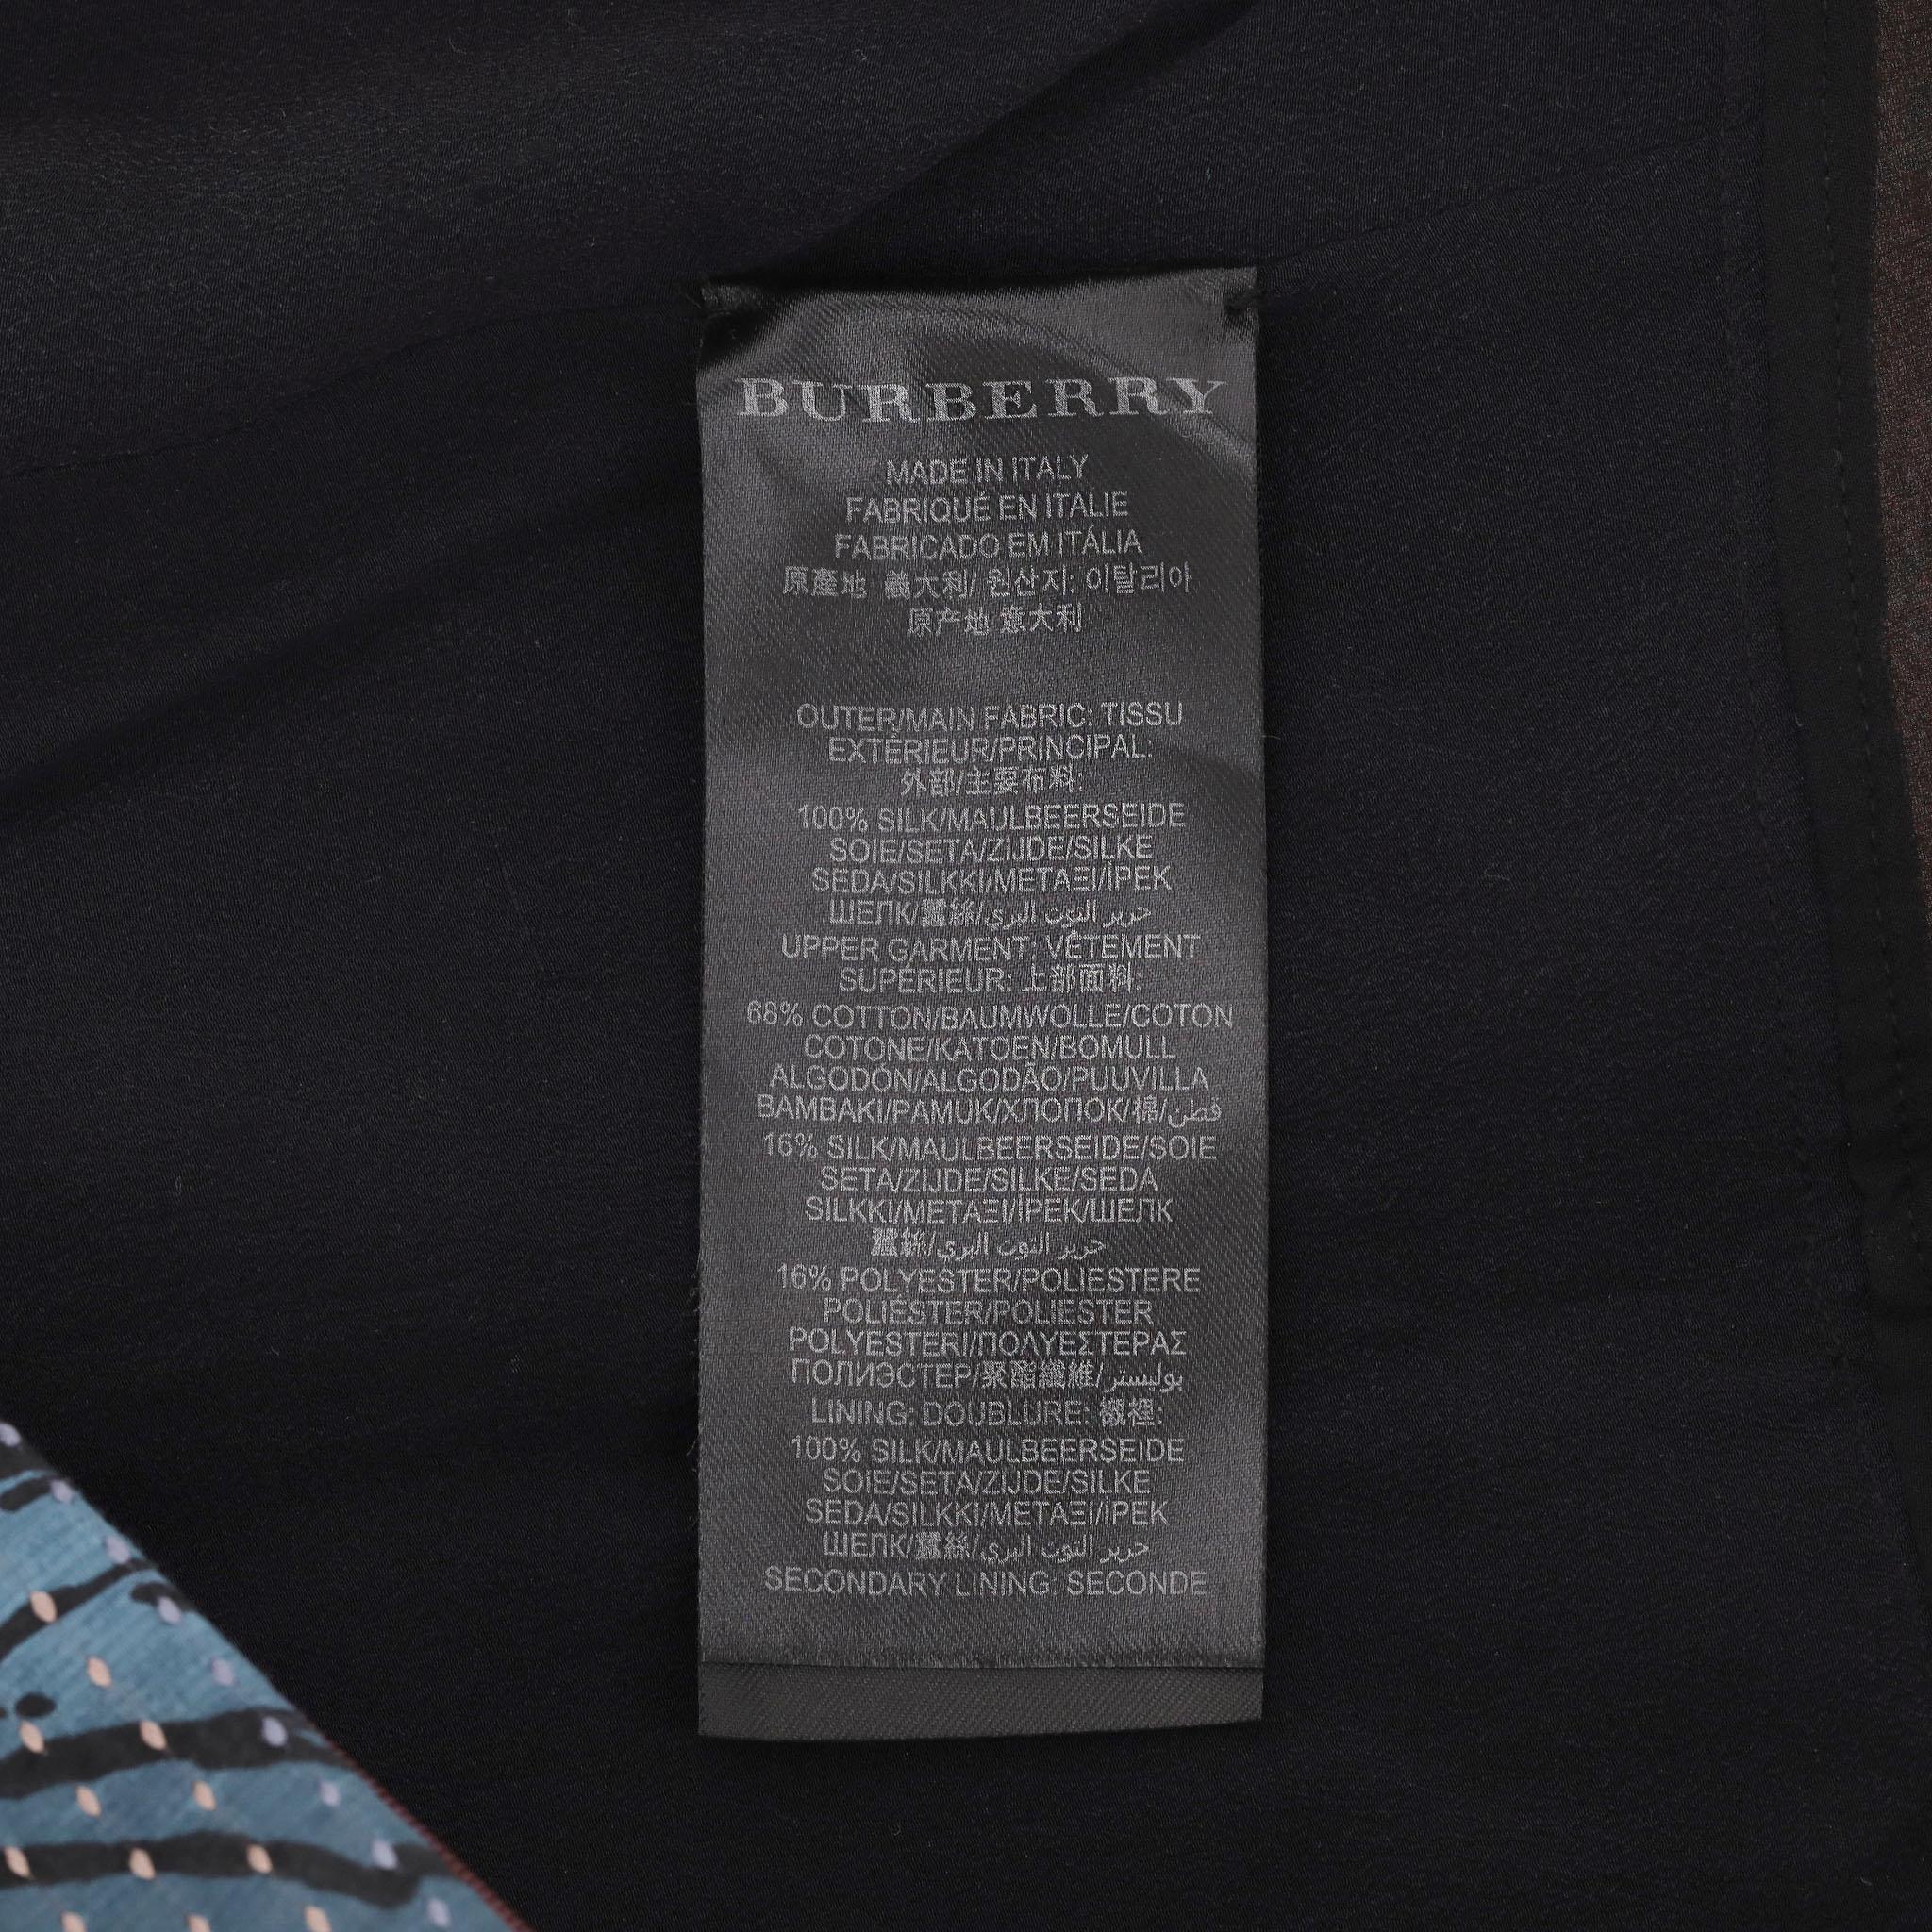 BURBERRY
MADE IN ITALY
FABRIQUÉ EN ITALIE
FABRICADO EM ITÁLIA
原產地 義大利/ 원산지: 이탈리아
原产地 意大利
OUTER/MAIN FABRIC: TISSU
EXTÉRIEUR/PRINCIPAL:
外部/主要布料:
100% SILK/MAULBEERSEIDE
SOIE/SETA/ZIJDE/SILKE
SEDA/SILKKI/ΜΕΤΑΞΙ/İPEK
ШЕЛК/蠶絲/حرير التوت البري
UPPER GARMENT: VÊTEMENT
SUPÉRIEUR: 上部面料:
68% COTTON/BAUMWOLLE/COTON
COTONE/KATOEN/BOMULL
ALGODÓN/ALGODÃO/PUUVILLA
BAMBAKI/PAMUK/ХЛОПОК/棉/قطن
16% SILK/MAULBEERSEIDE/SOIE
SETA/ZIJDE/SILKE/SEDA
SILKKI/ΜΕΤΑΞΙ/İPEK/ШЕЛК
蠶絲/حرير التوت البري
16% POLYESTER/POLIESTERE
POLIÉSTER/POLIESTER
POLYESTERI/ΠΟΛΥΕΣΤΕΡΑΣ
ПОЛИЭСТЕР/聚酯纖維/بوليستر
LINING: DOUBLURE: 襯裡:
100% SILK/MAULBEERSEIDE
SOIE/SETA/ZIJDE/SILKE
SEDA/SILKKI/ΜΕΤΑΞΙ/İPEK
ШЕЛК/蠶絲/حرير التوت البري
SECONDARY LINING: SECONDE